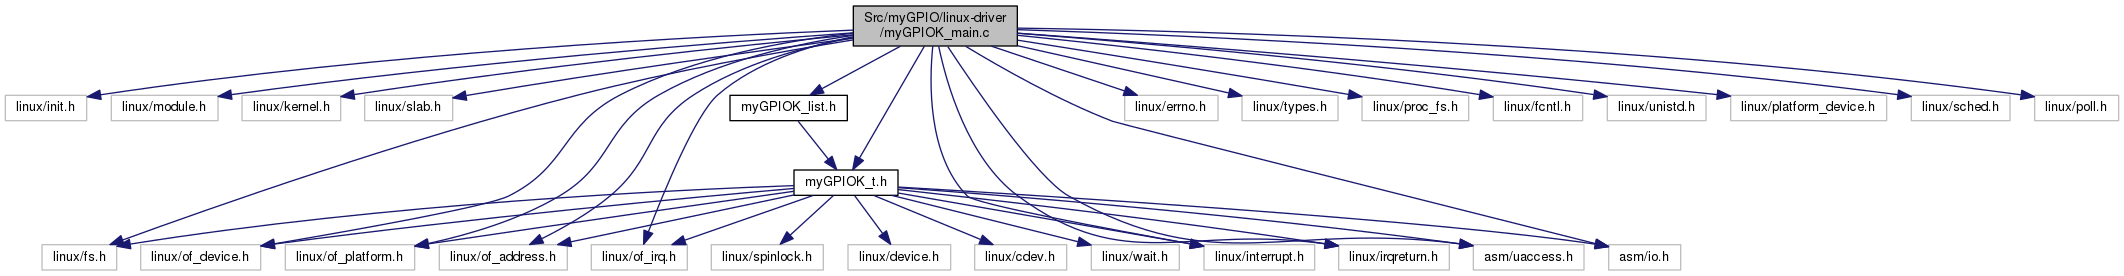 Src/myGPIO/linux-driver
/myGPIOK_main.c
linux/init.h
linux/module.h
linux/kernel.h
linux/slab.h
myGPIOK_list.h
linux/errno.h
linux/types.h
linux/proc_fs.h
linux/fcntl.h
linux/unistd.h
linux/platform_device.h
linux/sched.h
linux/poll.h
myGPIOK_t.h
linux/fs.h
linux/of_device.h
linux/of_platform.h
linux/of_address.h
linux/of_irq.h
linux/spinlock.h
linux/device.h
linux/cdev.h
linux/wait.h
linux/interrupt.h
linux/irqreturn.h
asm/uaccess.h
asm/io.h